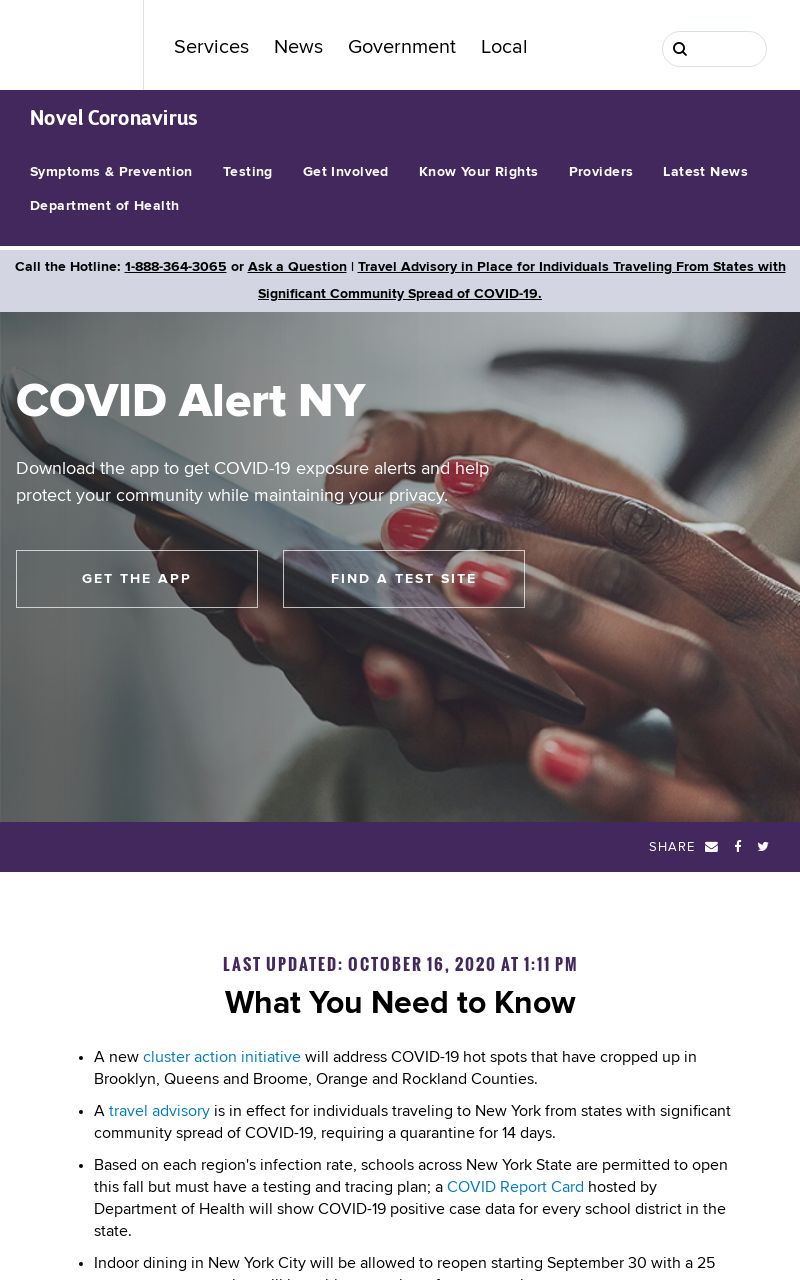 Services News Government Local
Novel Coronavirus
Symptoms & Prevention Testing Get Involved Know Your Rights Providers Latest News
Department of Health
Call the Hotline: 1-888-364-3065 or Ask a Question | Travel Advisory in Place for Individuals Traveling From States with
Significant Community Spread of COVID-19.
COVID Alert NY
Download the app to get COVID-19 exposure alerts and help
protect your community while maintaining your privacy.
GET THE APP FIND A TEST SITE
SHARE
LAST UPDATED: OCTOBER 16, 2020 AT 1:11 PM
What You Need to Know
• A new cluster action initiative will address COVID-19 hot spots that have cropped up in
Brooklyn, Queens and Broome, Orange and Rockland Counties.
• A travel advisory is in effect for individuals traveling to New York from states with significant
community spread of COVID-19, requiring a quarantine for 14 days.
• Based on each region's infection rate, schools across New York State are permitted to open
this fall but must have a testing and tracing plan; a COVID Report Card hosted by
Department of Health will show COVID-19 positive case data for every school district in the
state.
• Indoor dining in New York City will be allowed to reopen starting September 30 with a 25